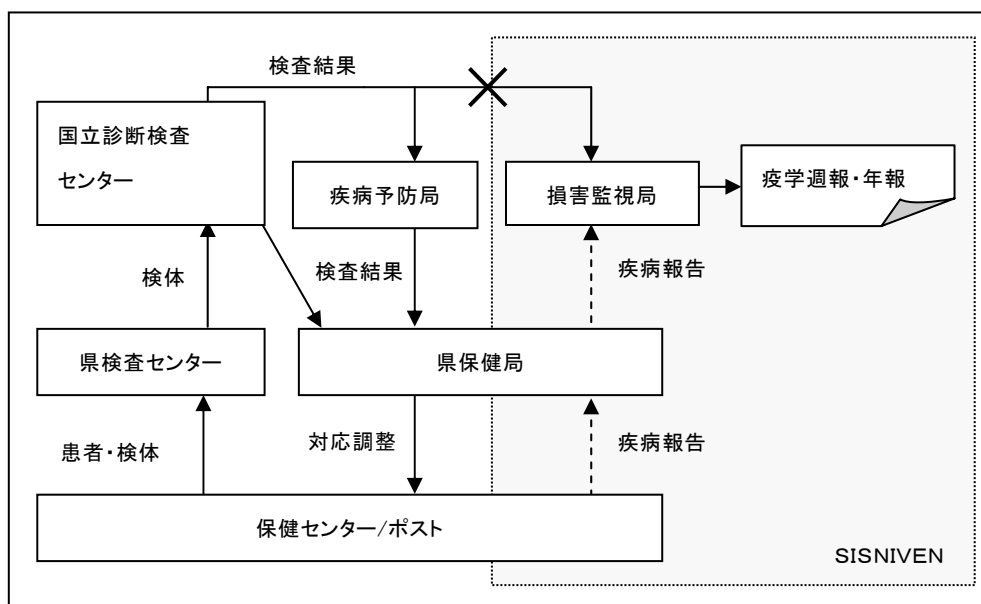 検査結果
国立診断検査
センター
疾病予防局
損害監視局
疫学週報・年報
検体
検査結果
疾病報告
県検査センター
県保健局
患者・検体
対応調整
疾病報告
保健センター/ポスト
SISNIVEN